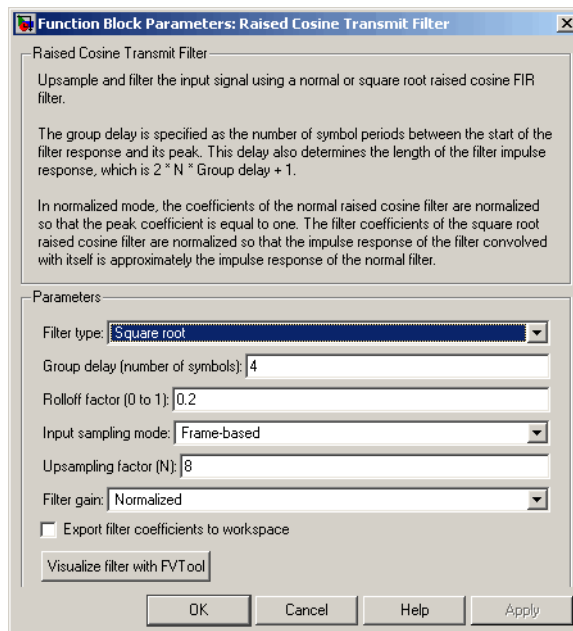 Function Block Parameters: Raised Cosine Transmit Filter
Raised Cosine Transmit Filter
Upsample and filter the input signal using a normal or square root raised cosine FIR
filter.
The group delay is specified as the number of symbol periods between the start of the
filter response and its peak. This delay also determines the length of the filter impulse
response, which is 2 * N * Group delay + 1.
In normalized mode, the coefficients of the normal raised cosine filter are normalized
so that the peak coefficient is equal to one. The filter coefficients of the square root
raised cosine filter are normalized so that the impulse response of the filter convolved
with itself is approximately the impulse response of the normal filter.
Parameters
Filter type: Square root
Group delay (number of symbols): 4
Rolloff factor (0 to 1): 0.2
Input sampling mode: Frame-based
Upsampling factor (N): 8
Filter gain: Normalized
Export filter coefficients to workspace
Visualize filter with FVTool
OK Cancel Help Apply